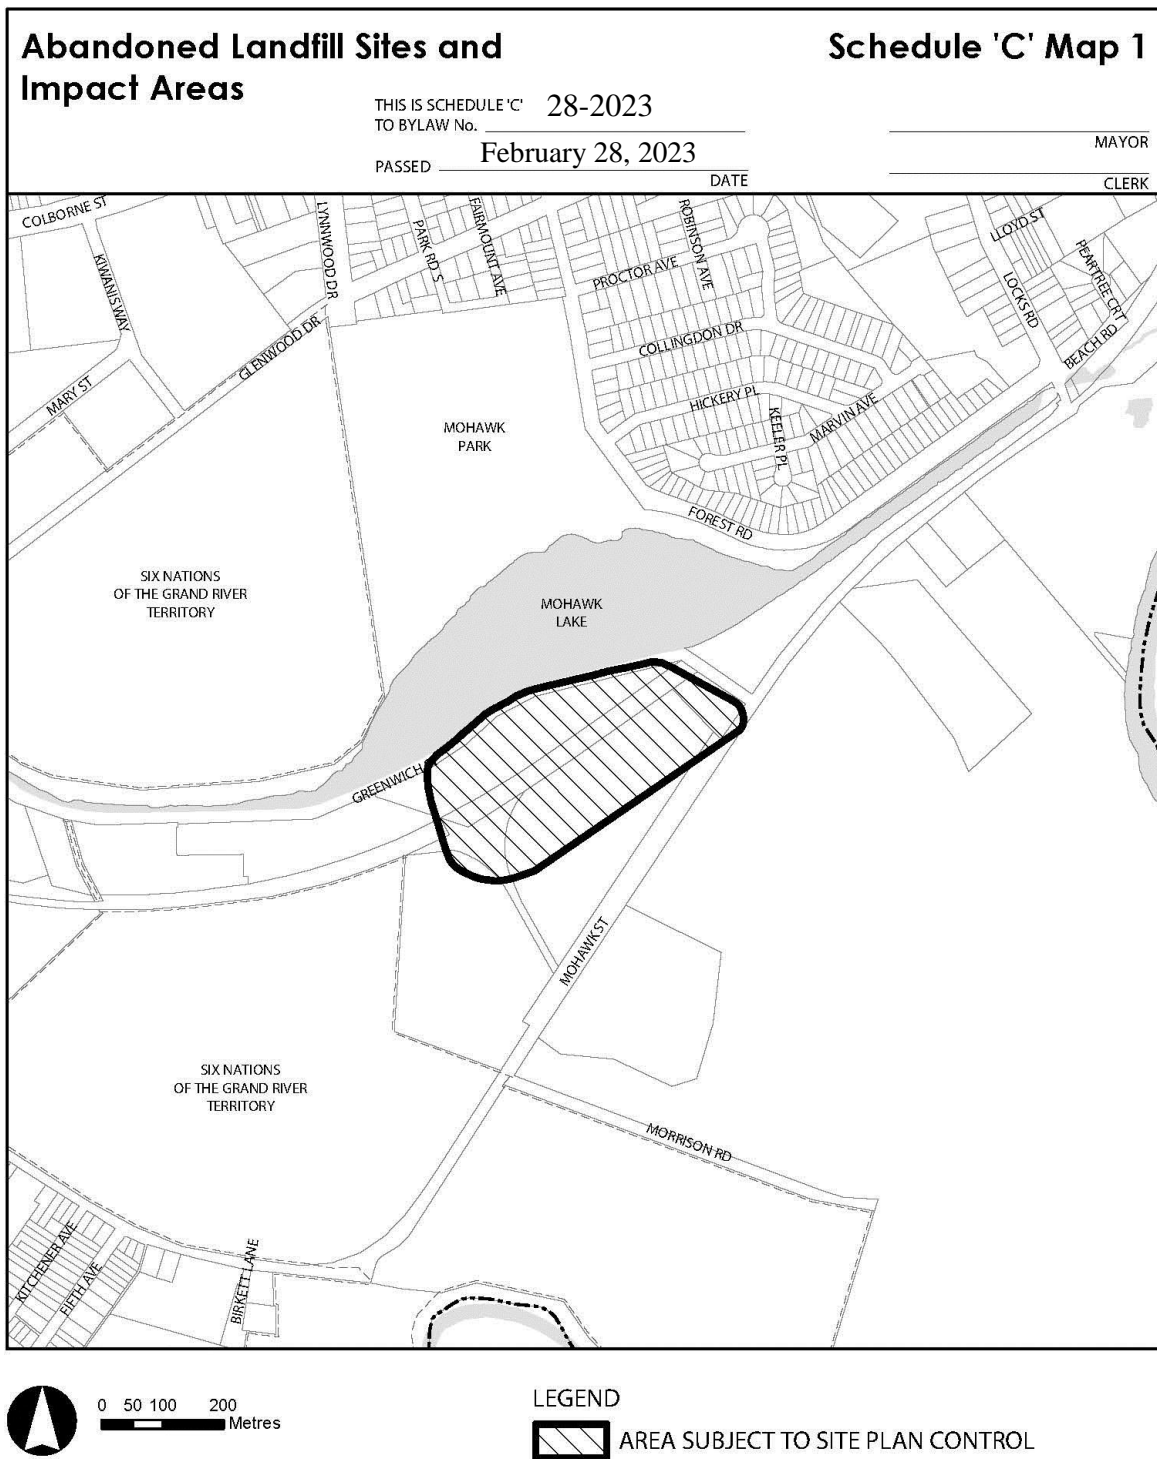 Abandoned Landfill Sites and
Impact Areas
Schedule 'C' Map 1
THIS IS SCHEDULE 'C'
TO BYLAW No. 28-2023
PASSED February 28, 2023
DATE
MAYOR
CLERK
COLBORNE ST
KIWANIS WAY
LYNNWOOD DR
PARK RD S
FAIRMOUNT AVE
ROBINSON AVE
PROCTOR AVE
LLOYD ST
PEARTREE CRT
LOCKS RD
BEACH RD
GLENWOOD DR
COLLINGDON DR
MARY ST
HICKERY PL
KEELER PL
MARVIN AVE
MOHAWK
PARK
FOREST RD
SIX NATIONS
OF THE GRAND RIVER
TERRITORY
MOHAWK
LAKE
GREENWICH
MOHAWK ST
SIX NATIONS
OF THE GRAND RIVER
TERRITORY
MORRISON RD
KITCHENER AVE
FIFTH AVE
BIRKETT LANE
0 50 100 200
Metres
LEGEND
AREA SUBJECT TO SITE PLAN CONTROL